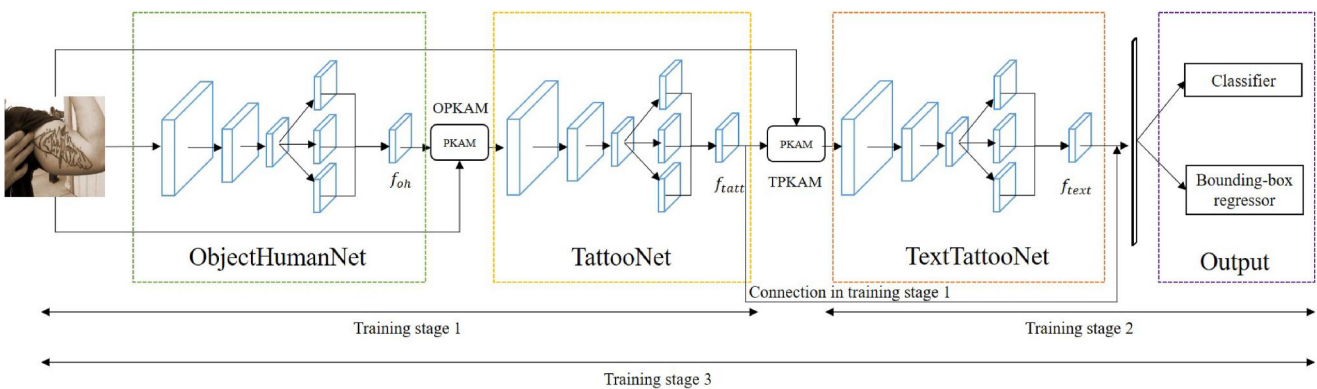 OPKAM
PKAM
f_oh
ObjectHumanNet
f_tatt
TattooNet
PKAM
TPKAM
f_text
TextTattooNet
Classifier
Bounding-box
regressor
Output
Connection in training stage 1
Training stage 1
Training stage 2
Training stage 3